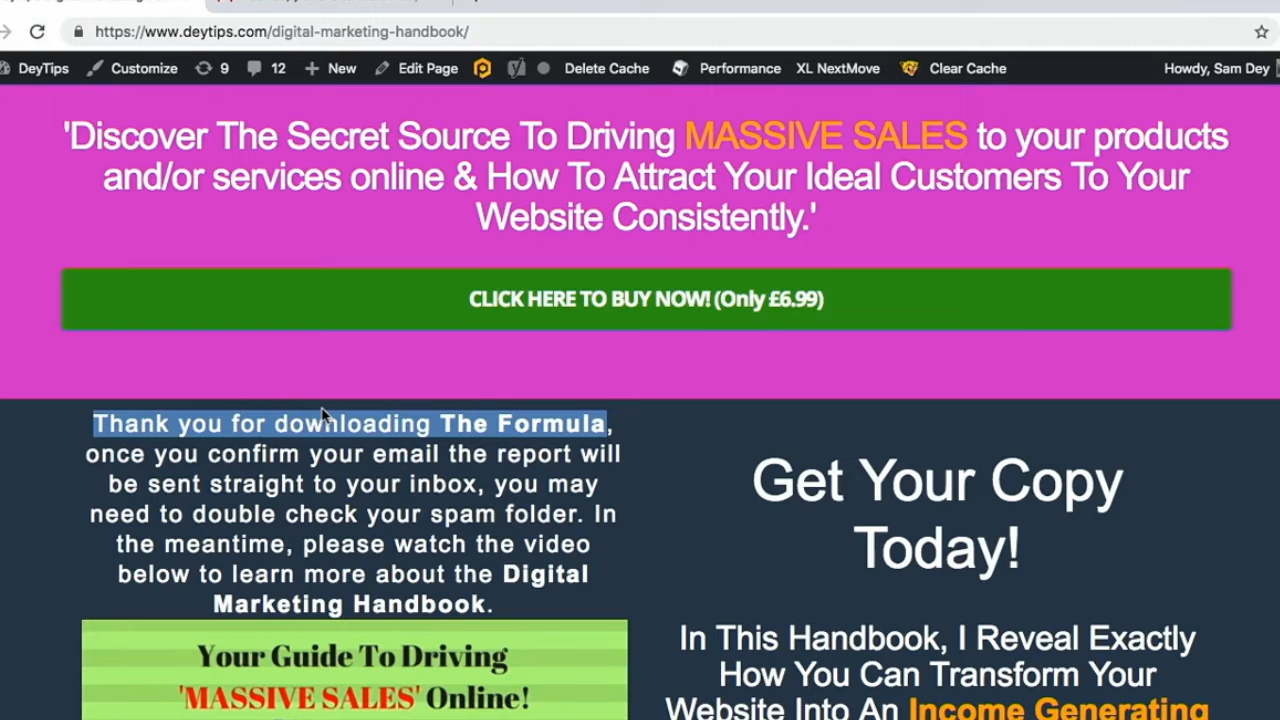 https://www.deytips.com/digital-marketing-handbook/
DeyTips Customize 9 12 New Edit Page Delete Cache Performance XL NextMove Clear Cache Howdy, Sam Dey
'Discover The Secret Source To Driving MASSIVE SALES to your products
and/or services online & How To Attract Your Ideal Customers To Your
Website Consistently.'
CLICK HERE TO BUY NOW! (Only £6.99)
Thank you for downloading The Formula,
once you confirm your email the report will
be sent straight to your inbox, you may
need to double check your spam folder. In
the meantime, please watch the video
below to learn more about the Digital
Marketing Handbook.
Your Guide To Driving
'MASSIVE SALES' Online!
Get Your Copy
Today!
In This Handbook, I Reveal Exactly
How You Can Transform Your
Website Into An Income Generating